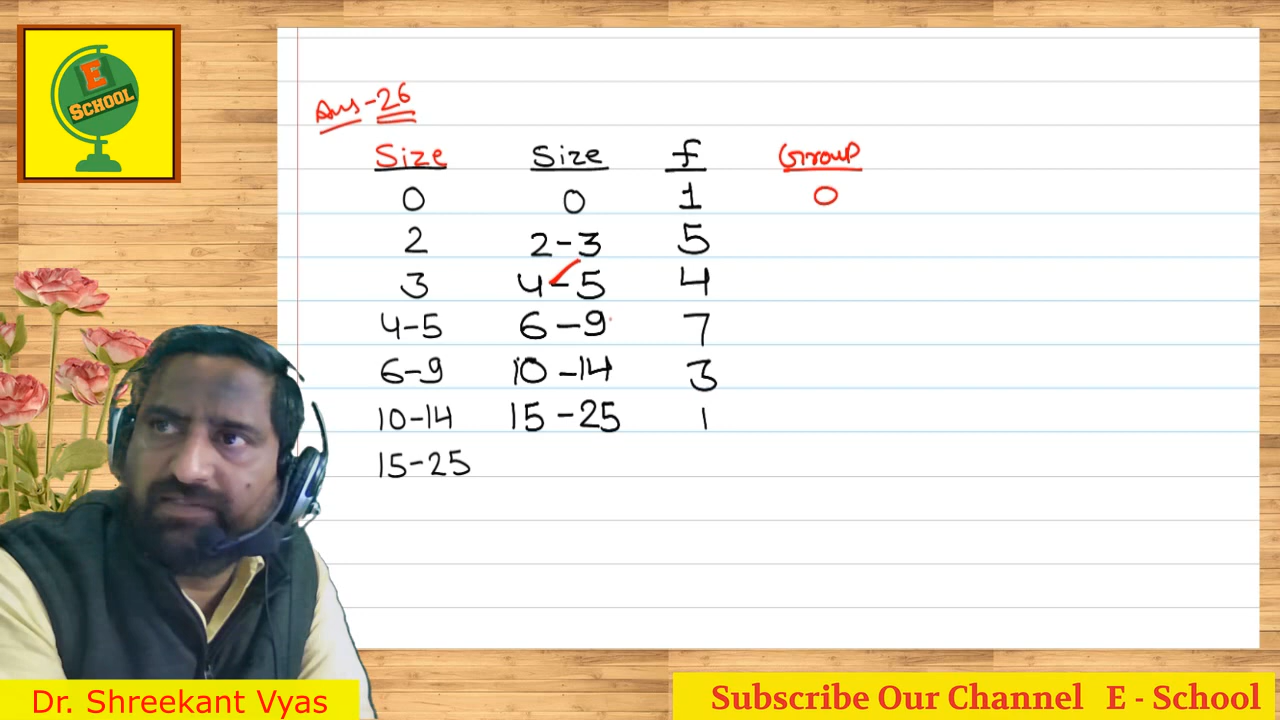 E
SCHOOL
Ans-26
Size Size f Group
0 0 1 0
2 2-3 5
3 4-5 4
4-5 6-9 7
6-9 10-14 3
10-14 15-25 1
15-25
Dr. Shreekant Vyas
Subscribe Our Channel E - School